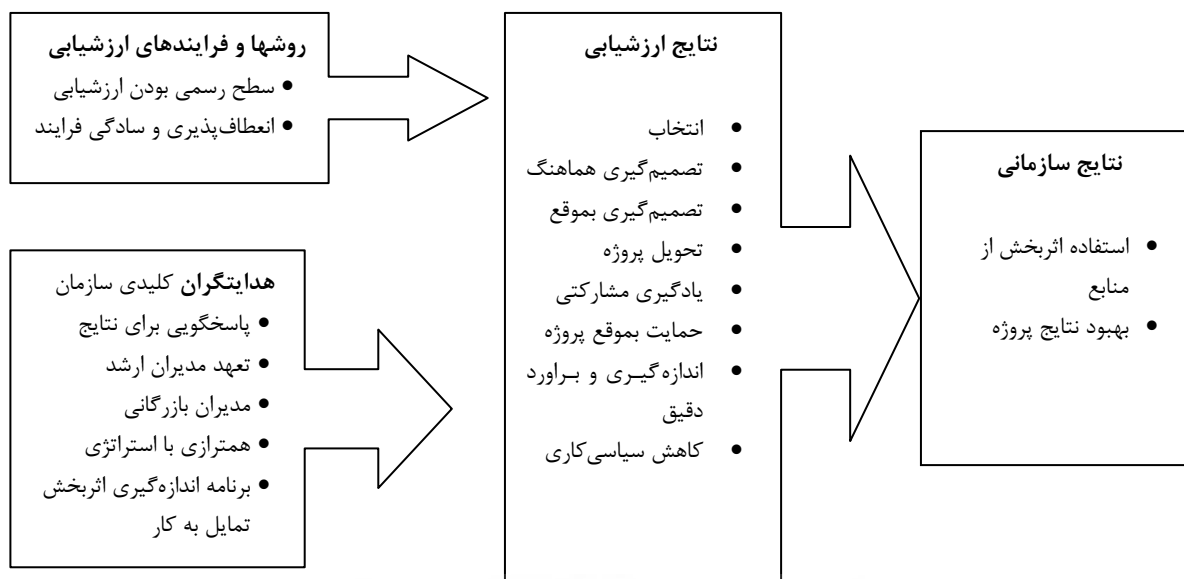 روشها و فرایندهای ارزشیابی
• سطح رسمی بودن ارزشیابی
• انعطاف‌پذیری و سادگی فرایند
هدایتگران کلیدی سازمان
• پاسخگویی برای نتایج
• تعهد مدیران ارشد
• مدیران بازرگانی
• همترازی با استراتژی
• برنامه اندازه‌گیری اثربخش
تمایل به کار
نتایج ارزشیابی
• انتخاب
• تصمیم‌گیری هماهنگ
• تصمیم‌گیری بموقع
• تحویل پروژه
• یادگیری مشارکتی
• حمایت بموقع پروژه
• اندازه‌گیـری و بـراورد
دقیق
• کاهش سیاسی‌کاری
نتایج سازمانی
• استفاده اثربخش از
منابع
• بهبود نتایج پروژه